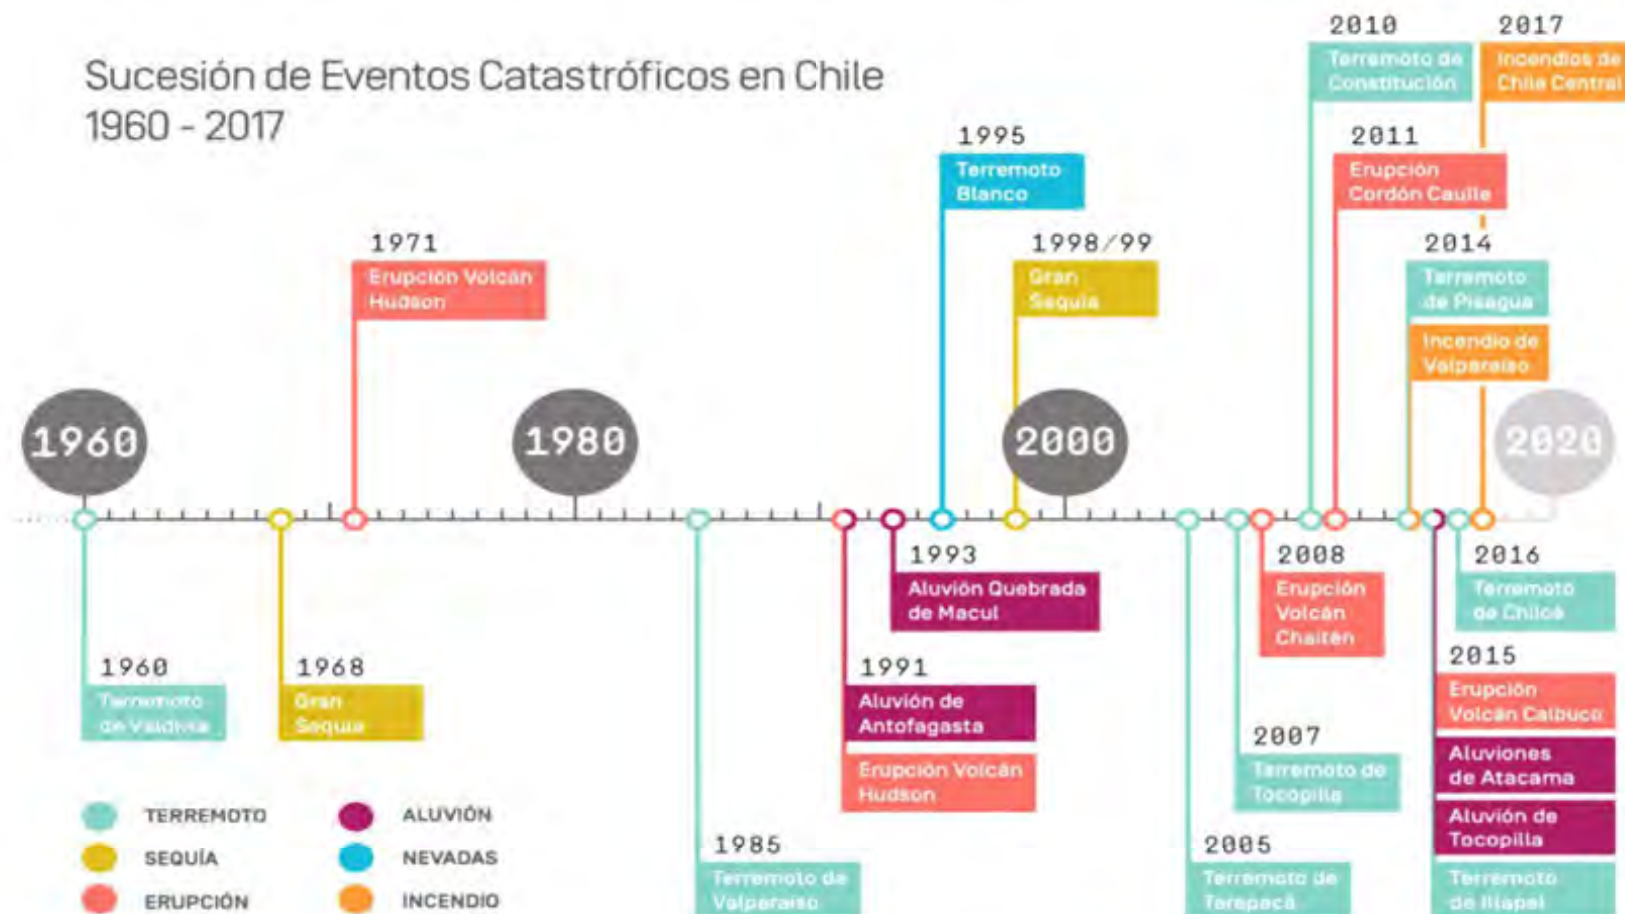 Sucesión de Eventos Catastróficos en Chile
1960 - 2017
2010
Terremoto de
Constitución
2017
Incendios de
Chile Central
1995
Terremoto
Blanco
2011
Erupción
Cordón Caulle
1971
Erupción Volcán
Hudson
1998/99
Gran
Sequía
2014
Terremoto
de Pisagua
Incendio de
Valparaíso
1960
1980
2000
2020
1960
Terremoto
de Valdivia
1968
Gran
Sequía
1985
Terremoto de
Valparaíso
1991
Aluvión de
Antofagasta
Erupción Volcán
Hudson
1993
Aluvión Quebrada
de Macul
2005
Terremoto de
Tarapacá
2007
Terremoto de
Tocopilla
2008
Erupción
Volcán
Chaitén
2015
Erupción
Volcán Calbuco
Aluviones
de Atacama
Aluvión de
Tocopilla
Terremoto
de Illapel
2016
Terremoto
de Chiloé
TERREMOTO
SEQUÍA
ERUPCIÓN
ALUVIÓN
NEVADAS
INCENDIO